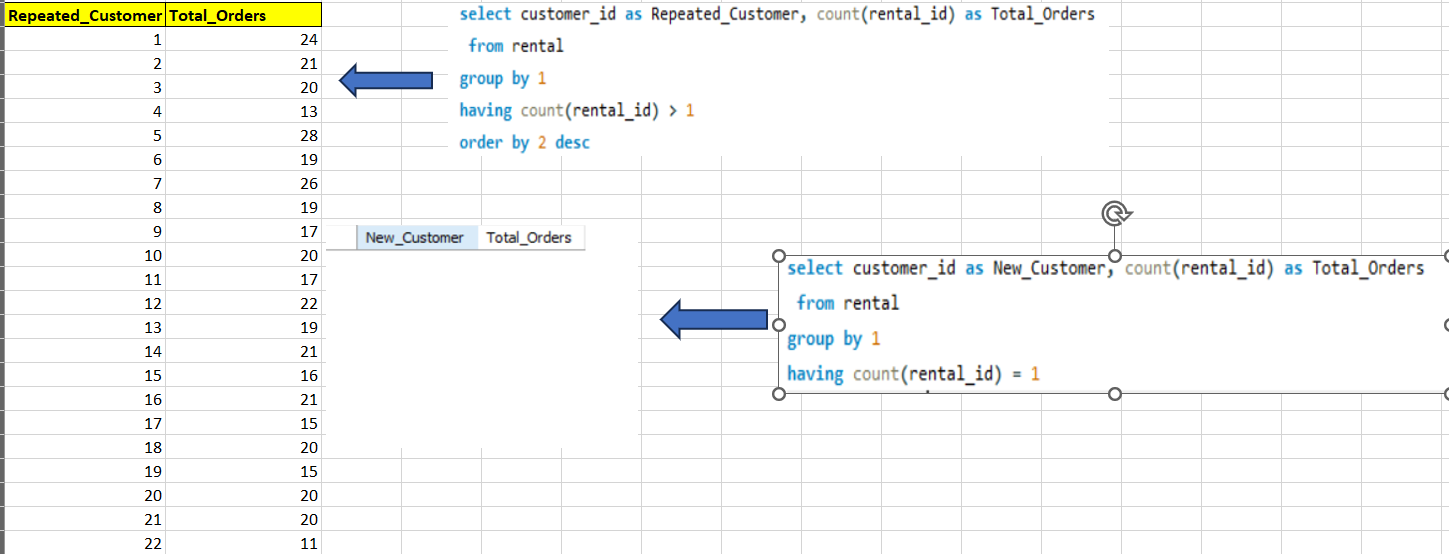 Repeated_Customer Total_Orders
1 24
2 21
3 20
4 13
5 28
6 19
7 26
8 19
9 17
10 20
11 17
12 22
13 19
14 21
15 16
16 21
17 15
18 20
19 15
20 20
21 20
22 11
select customer_id as Repeated_Customer, count(rental_id) as Total_Orders
from rental
group by 1
having count(rental_id) > 1
order by 2 desc
New_Customer Total_Orders
select customer_id as New_Customer, count(rental_id) as Total_Orders
from rental
group by 1
having count(rental_id) = 1